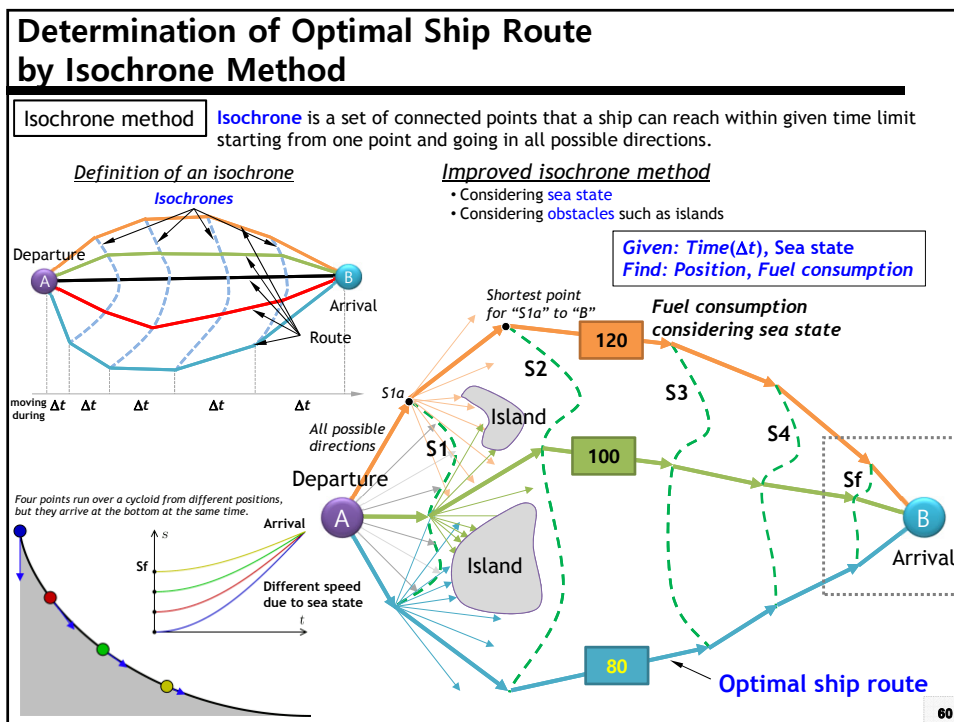 Determination of Optimal Ship Route
by Isochrone Method
Isochrone method
Isochrone is a set of connected points that a ship can reach within given time limit
starting from one point and going in all possible directions.
Definition of an isochrone
Isochrones
Departure
A
B
Arrival
Route
moving
during
Δt Δt Δt Δt Δt
Improved isochrone method
• Considering sea state
• Considering obstacles such as islands
Given: Time(Δt), Sea state
Find: Position, Fuel consumption
Shortest point
for “S1a” to “B”
Fuel consumption
considering sea state
120
S2
S3
S1a
Island
S4
All possible
directions
S1
100
Departure
Sf
A
B
Island
Arrival
80
Optimal ship route
Four points run over a cycloid from different positions,
but they arrive at the bottom at the same time.
Arrival
s
Sf
Different speed
due to sea state
t
60